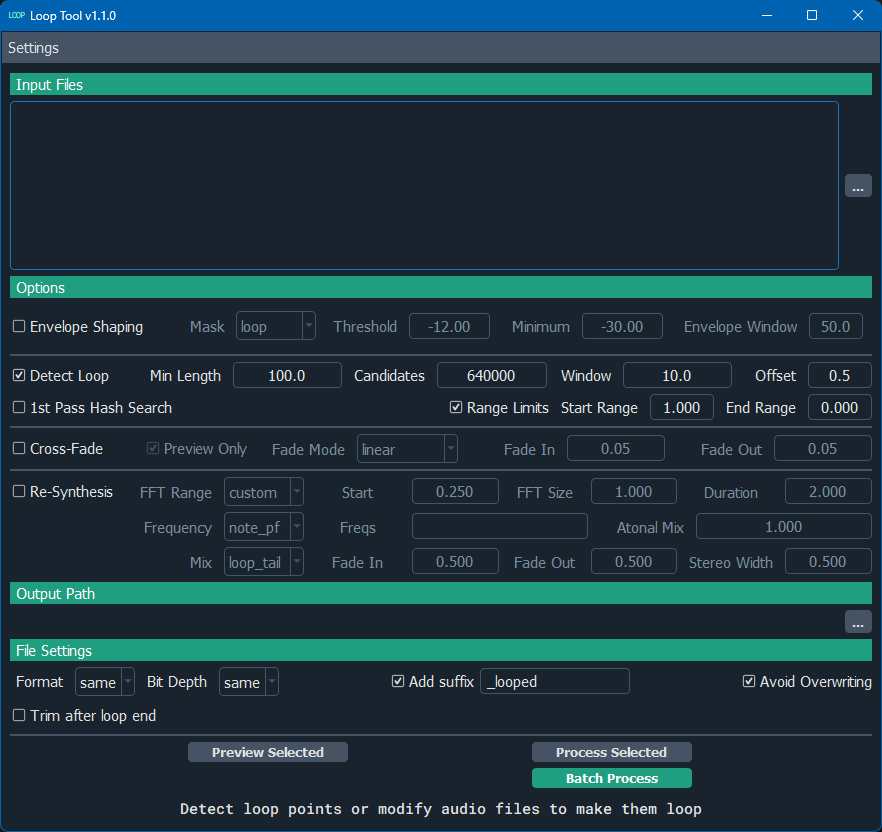 LOOP Loop Tool v1.1.0
Settings
Input Files
...
Options
Envelope Shaping Mask loop Threshold -12.00 Minimum -30.00 Envelope Window 50.0
Detect Loop Min Length 100.0 Candidates 640000 Window 10.0 Offset 0.5
1st Pass Hash Search Range Limits Start Range 1.000 End Range 0.000
Cross-Fade Preview Only Fade Mode linear Fade In 0.05 Fade Out 0.05
Re-Synthesis FFT Range custom Start 0.250 FFT Size 1.000 Duration 2.000
Frequency note_pf Freqs Atonal Mix 1.000
Mix loop_tail Fade In 0.500 Fade Out 0.500 Stereo Width 0.500
Output Path
...
File Settings
Format same Bit Depth same Add suffix _looped Avoid Overwriting
Trim after loop end
Preview Selected Process Selected
Batch Process
Detect loop points or modify audio files to make them loop